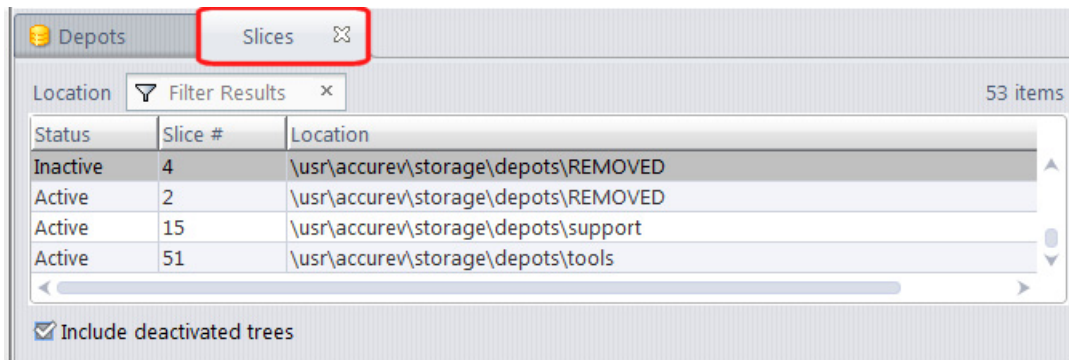 Depots Slices
Location Filter Results × 53 items
Status Slice # Location
Inactive 4 \usr\accurev\storage\depots\REMOVED
Active 2 \usr\accurev\storage\depots\REMOVED
Active 15 \usr\accurev\storage\depots\support
Active 51 \usr\accurev\storage\depots\tools
Include deactivated trees